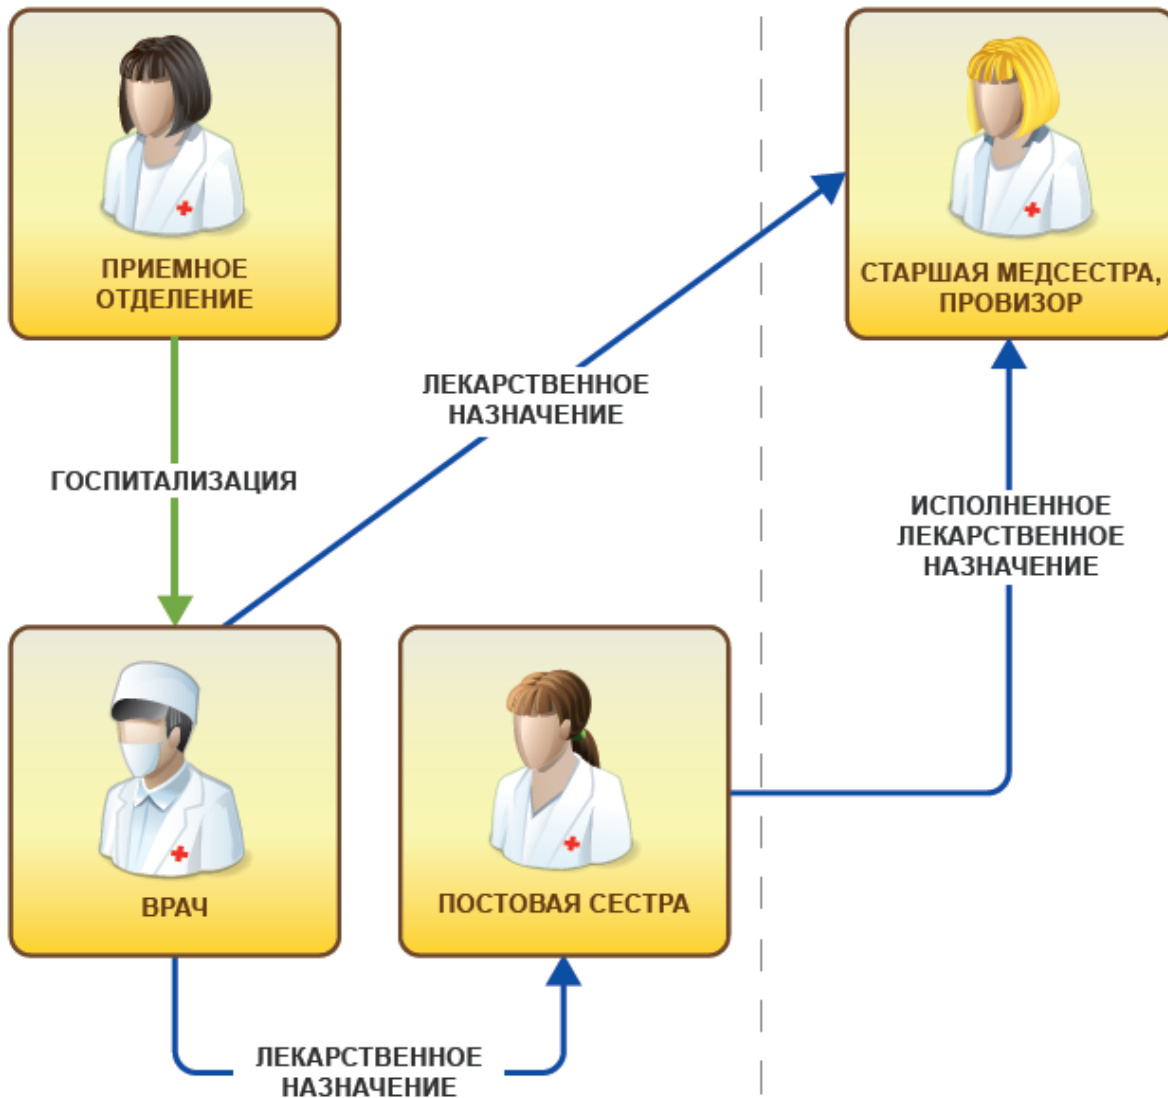 ПРИЕМНОЕ
ОТДЕЛЕНИЕ
СТАРШАЯ МЕДСЕСТРА,
ПРОВИЗОР
ЛЕКАРСТВЕННОЕ
НАЗНАЧЕНИЕ
ГОСПИТАЛИЗАЦИЯ
ИСПОЛНЕННОЕ
ЛЕКАРСТВЕННОЕ
НАЗНАЧЕНИЕ
ВРАЧ
ПОСТОВАЯ СЕСТРА
ЛЕКАРСТВЕННОЕ
НАЗНАЧЕНИЕ